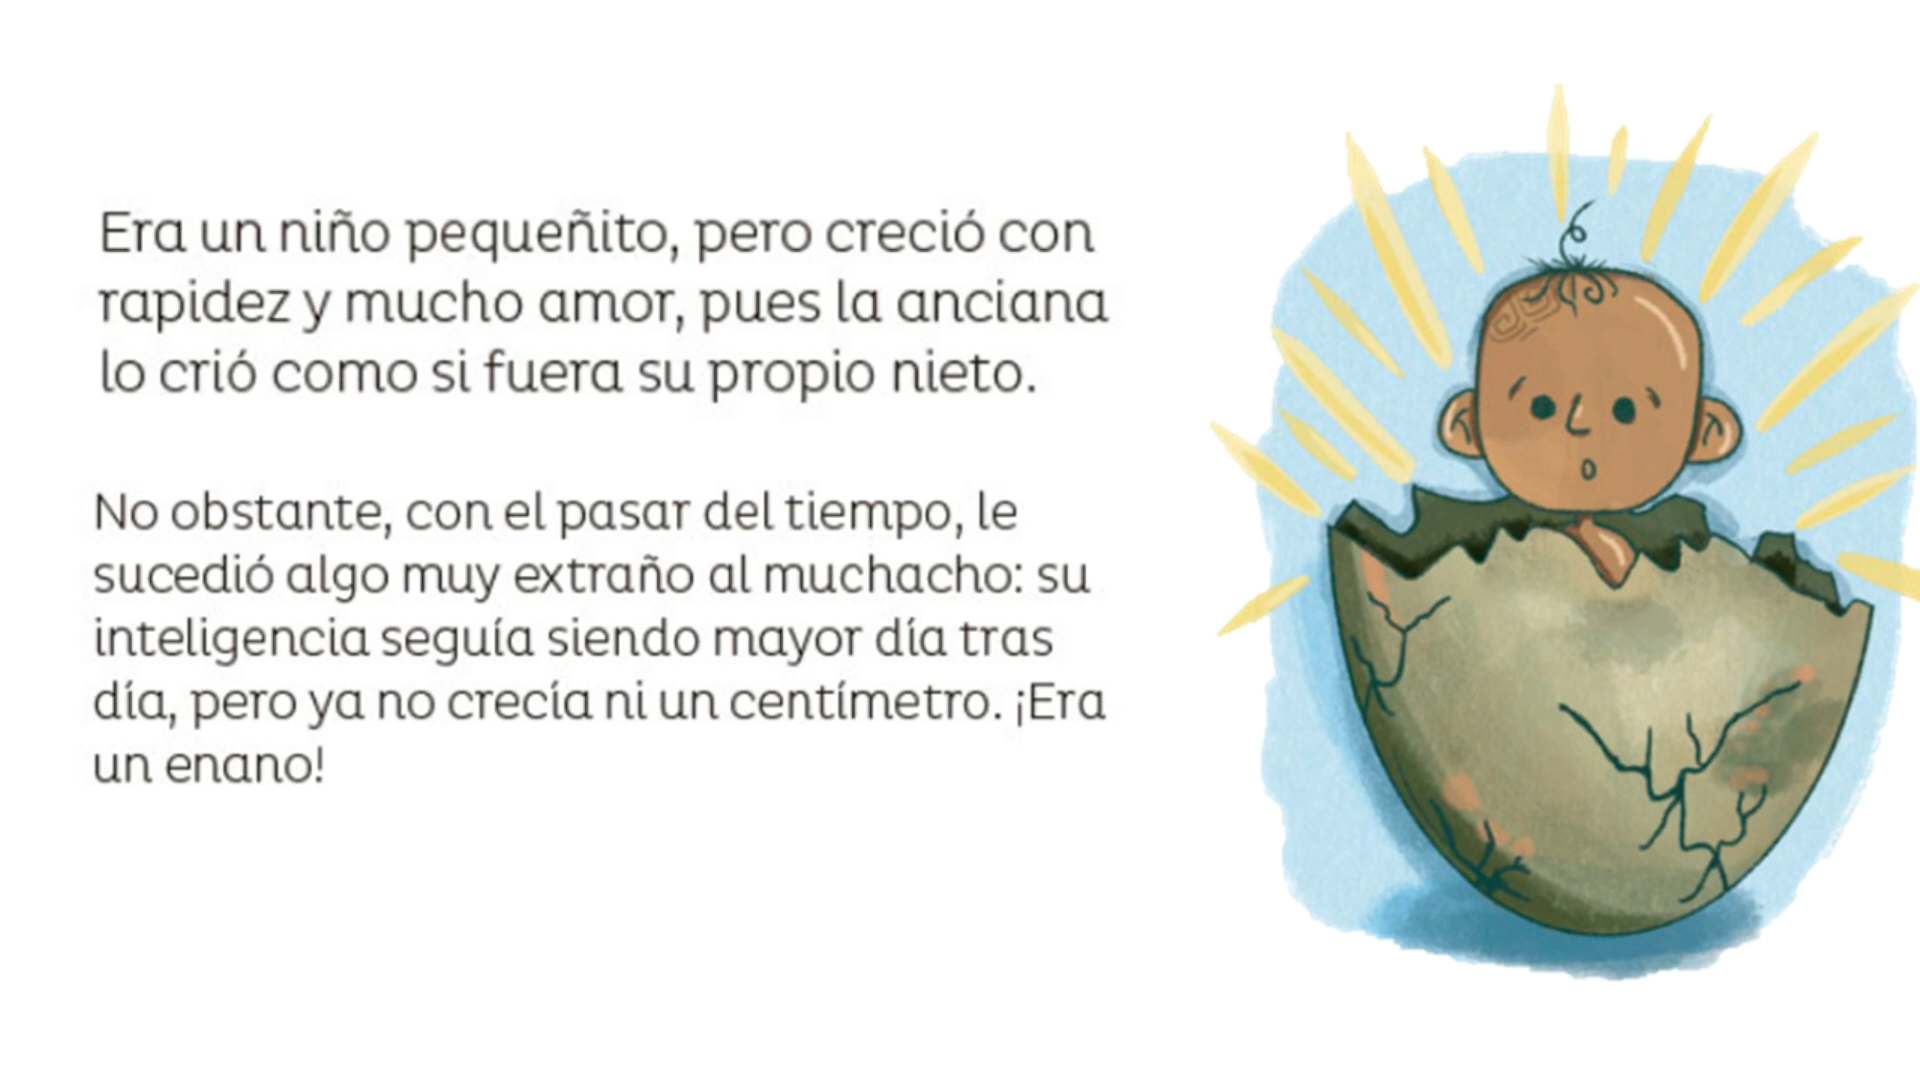 Era un niño pequeñito, pero creció con
rapidez y mucho amor, pues la anciana
lo crió como si fuera su propio nieto.
No obstante, con el pasar del tiempo, le
sucedió algo muy extraño al muchacho: su
inteligencia seguía siendo mayor día tras
día, pero ya no crecía ni un centímetro. ¡Era
un enano!